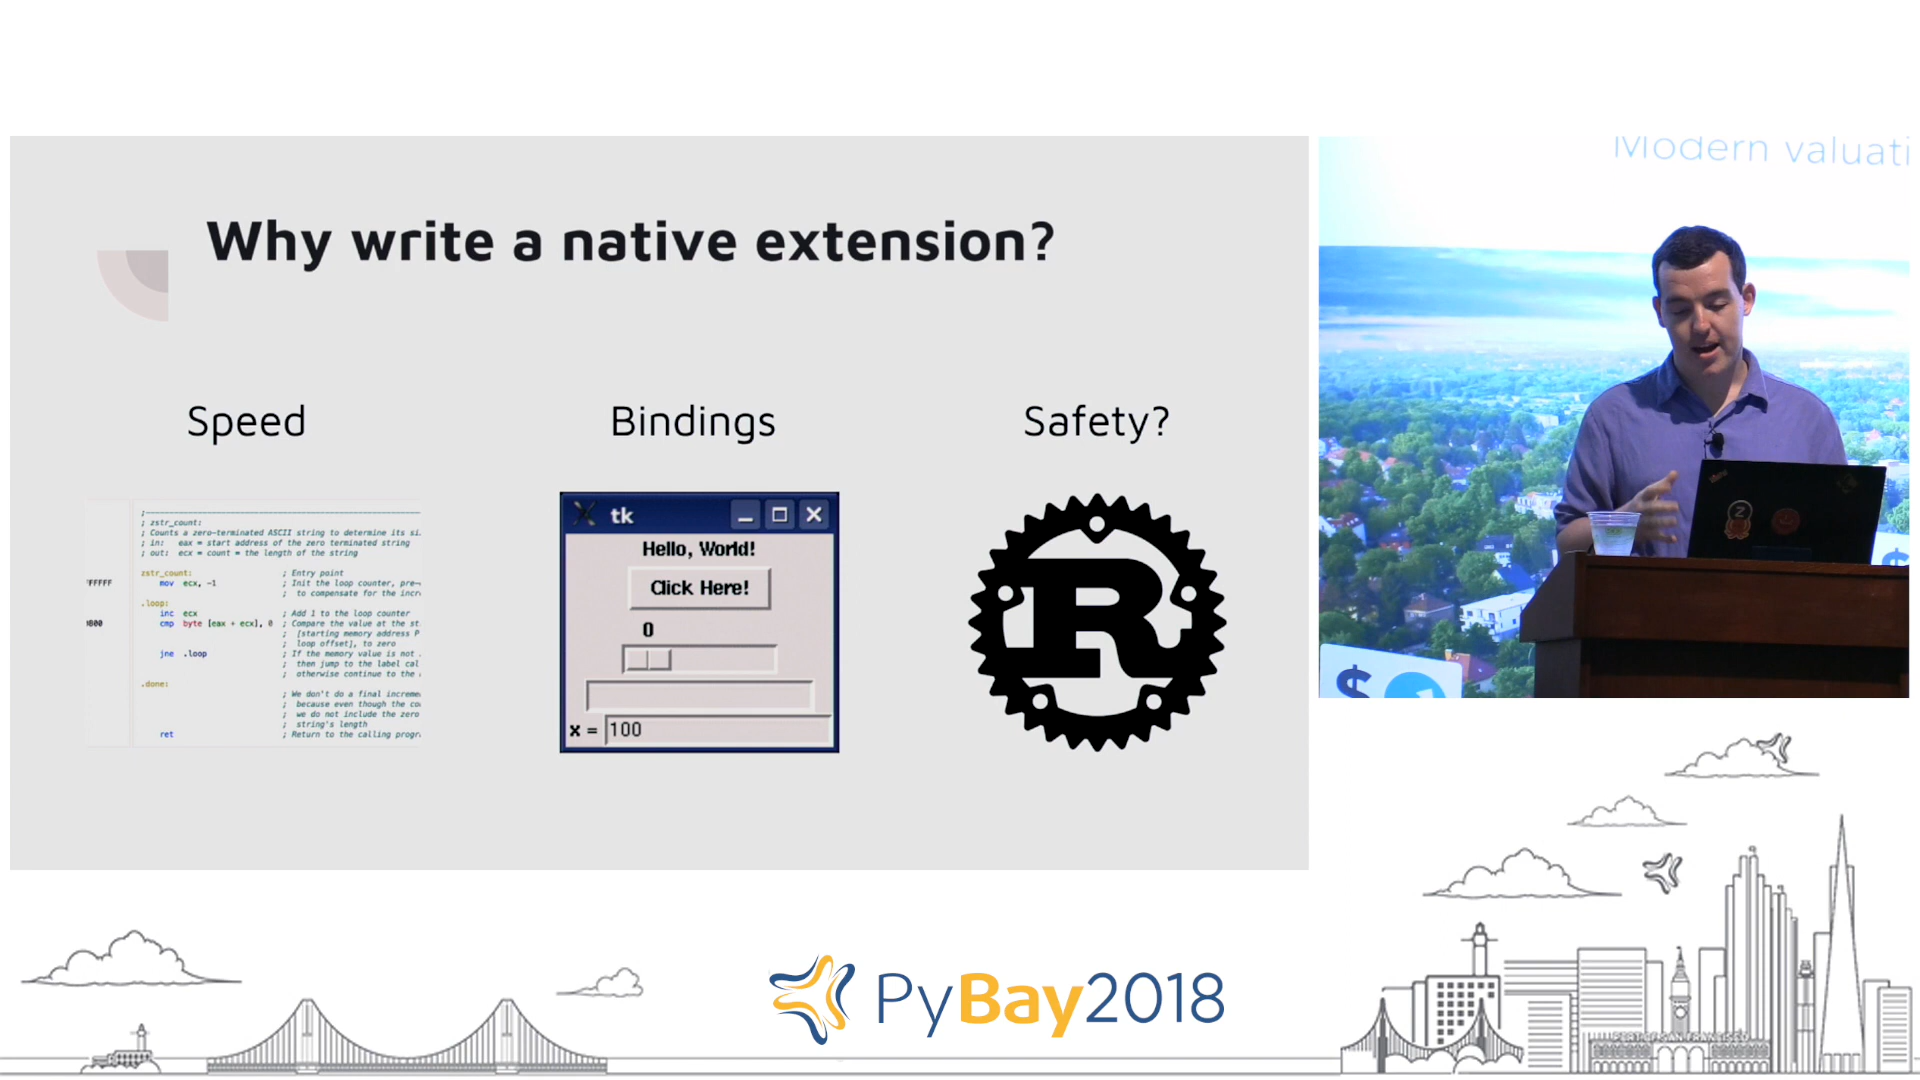 Why write a native extension?
Speed
Bindings
Safety?
;
; zstr_count:
; Counts a zero-terminated ASCII string to determine its si
; in: eax = start address of the zero terminated string
; out: ecx = count = the length of the string
zstr_count: ; Entry point
FFFFFF mov ecx, -1 ; Init the loop counter, pre-
; to compensate for the incr
.loop:
inc ecx ; Add 1 to the loop counter
cmp byte [eax + ecx], 0 ; Compare the value at the st
; [starting memory address P
; loop offset], to zero
jne .loop ; If the memory value is not
; then jump to the label cal
; otherwise continue to the
.done:
; We don't do a final increme
; because even though the co
; we do not include the zero
; string's length
ret ; Return to the calling progr
tk
Hello, World!
Click Here!
0
x = 100
R
Modern valuati
$
$
PyBay2018
PORT OF SAN FRANCISCO